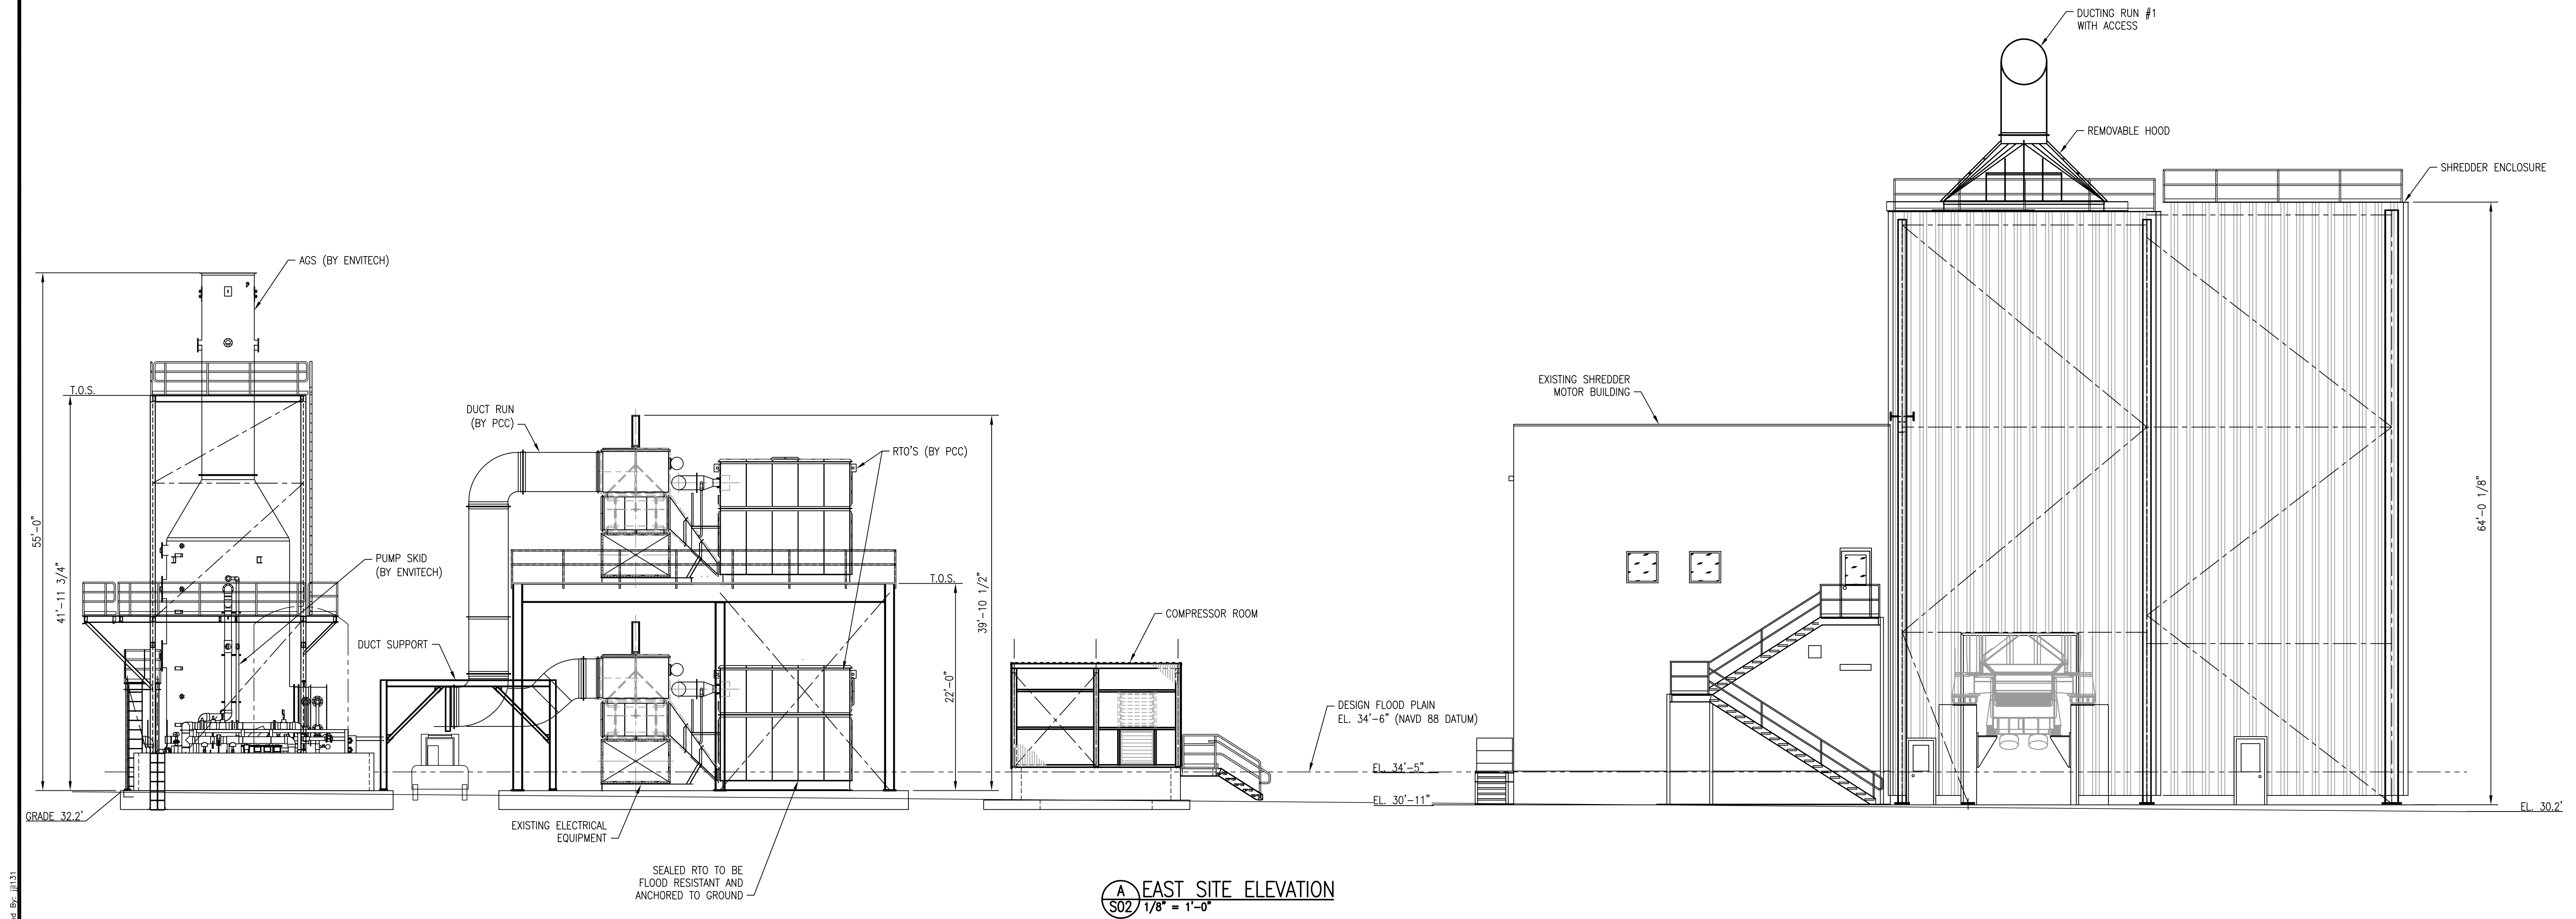 DUCTING RUN #1
WITH ACCESS
REMOVABLE HOOD
SHREDDER ENCLOSURE
AGS (BY ENVITECH)
T.O.S.
55'-0"
41'-11 3/4"
PUMP SKID
(BY ENVITECH)
DUCT RUN
(BY PCC)
RTO'S (BY PCC)
T.O.S.
22'-0"
39'-10 1/2"
DUCT SUPPORT
COMPRESSOR ROOM
EXISTING SHREDDER
MOTOR BUILDING
64'-0 1/8"
DESIGN FLOOD PLAIN
EL. 34'-6" (NAVD 88 DATUM)
EL. 34'-5"
EL. 30'-11"
EL. 30.2'
GRADE 32.2'
EXISTING ELECTRICAL
EQUIPMENT
SEALED RTO TO BE
FLOOD RESISTANT AND
ANCHORED TO GROUND
A
S02
EAST SITE ELEVATION
1/8" = 1'-0"